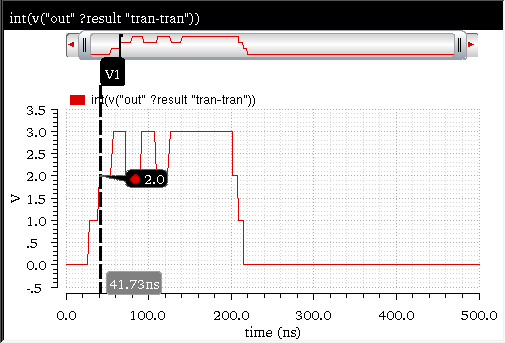 int(v("out" ?result "tran-tran"))
V1
int(v("out" ?result "tran-tran"))
3.5
3.0
2.5
2.0
1.5
1.0
.5
0.0
-.5
V
2.0
41.73ns
0.0 100.0 200.0 300.0 400.0 500.0
time (ns)